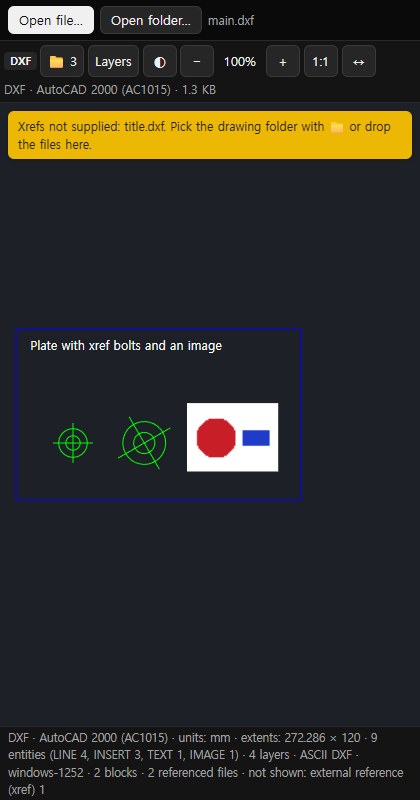 Open file... Open folder... main.dxf
DXF 3 Layers − 100% + 1:1 ↔
DXF · AutoCAD 2000 (AC1015) · 1.3 KB
Xrefs not supplied: title.dxf. Pick the drawing folder with 📁 or drop
the files here.
Plate with xref bolts and an image
DXF · AutoCAD 2000 (AC1015) · units: mm · extents: 272.286 × 120 · 9
entities (LINE 4, INSERT 3, TEXT 1, IMAGE 1) · 4 layers · ASCII DXF ·
windows-1252 · 2 blocks · 2 referenced files · not shown: external reference
(xref) 1